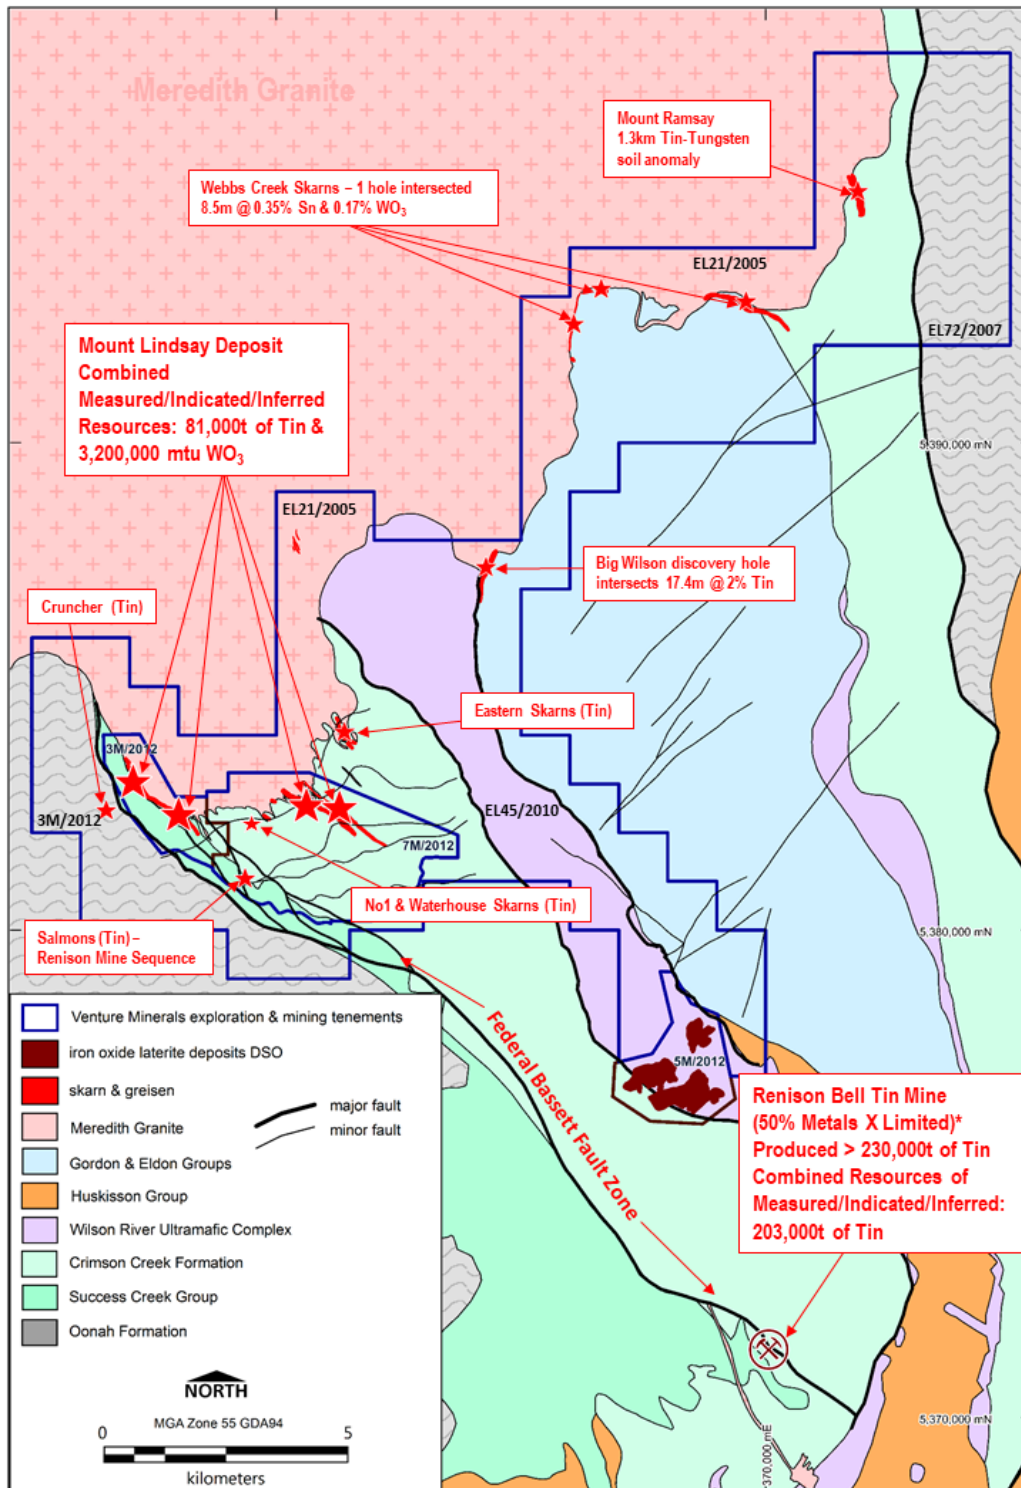 Meredith Granite
Mount Ramsay
1.3km Tin-Tungsten
soil anomaly
Webbs Creek Skarns – 1 hole intersected
8.5m @ 0.35% Sn & 0.17% WO₃
EL21/2005
EL72/2007
Mount Lindsay Deposit
Combined
Measured/Indicated/Inferred
Resources: 81,000t of Tin &
3,200,000 mtu WO₃
5,390,000 mN
EL21/2005
Big Wilson discovery hole
intersects 17.4m @ 2% Tin
Cruncher (Tin)
Eastern Skarns (Tin)
3M/2012
3M/2012
EL45/2010
7M/2012
No1 & Waterhouse Skarns (Tin)
Salmons (Tin) –
Renison Mine Sequence
5,380,000 mN
Federal Bassett Fault Zone
5M/2012
Renison Bell Tin Mine
(50% Metals X Limited)*
Produced > 230,000t of Tin
Combined Resources of
Measured/Indicated/Inferred:
203,000t of Tin
Venture Minerals exploration & mining tenements
iron oxide laterite deposits DSO
skarn & greisen
Meredith Granite
major fault
minor fault
Gordon & Eldon Groups
Huskisson Group
Wilson River Ultramafic Complex
Crimson Creek Formation
Success Creek Group
Oonah Formation
NORTH
MGA Zone 55 GDA94
0 5
kilometers
5,370,000 mN
370,000 mE